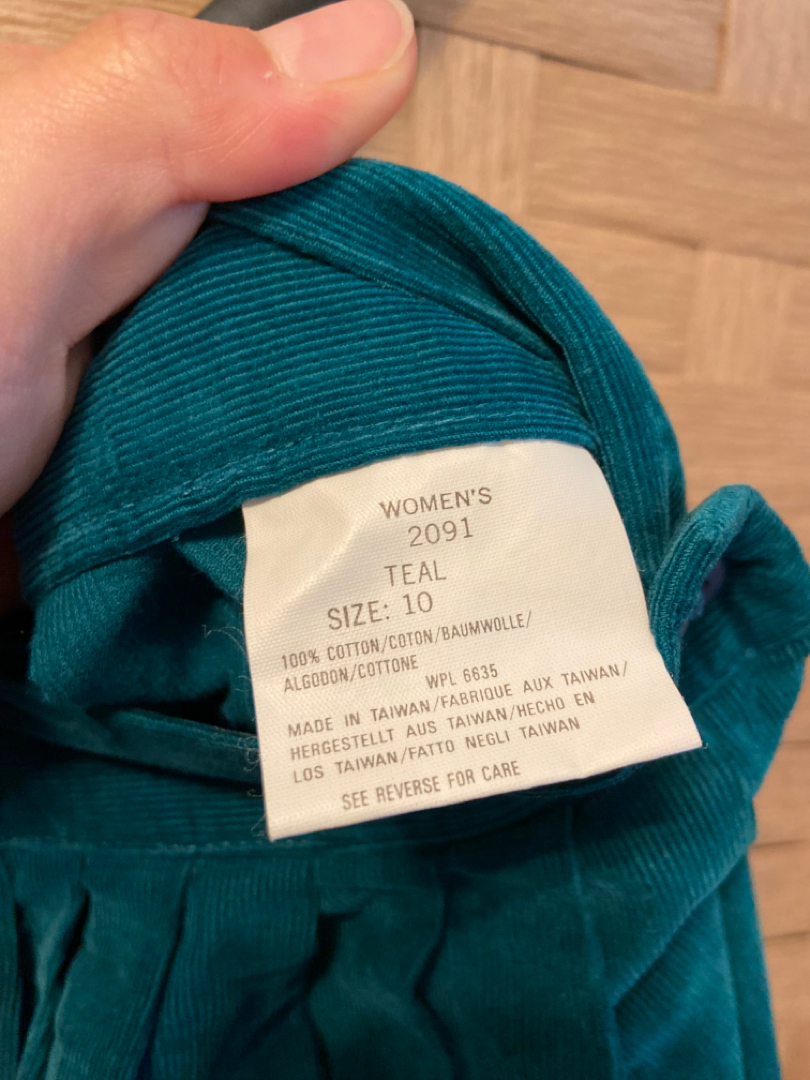 WOMEN'S
2091
TEAL
SIZE: 10
100% COTTON/COTON/BAUMWOLLE/
ALGODON/COTTONE
WPL 6635
MADE IN TAIWAN/FABRIQUE AUX TAIWAN/
HERGESTELLT AUS TAIWAN/HECHO EN
LOS TAIWAN/FATTO NEGLI TAIWAN
SEE REVERSE FOR CARE